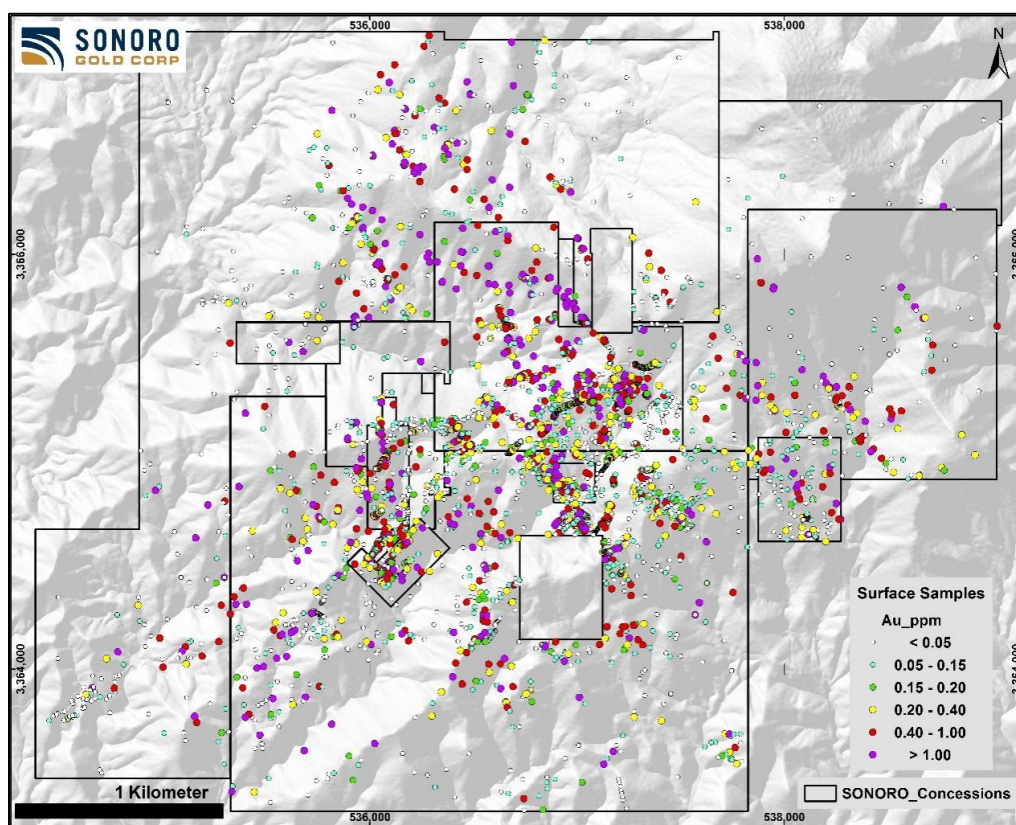 536,000
538,000
SONORO
GOLD CORP
N
3,366,000
3,366,000
Surface Samples
Au_ppm
< 0.05
0.05 - 0.15
0.15 - 0.20
0.20 - 0.40
0.40 - 1.00
> 1.00
3,364,000
3,364,000
1 Kilometer
SONORO_Concessions
536,000
538,000